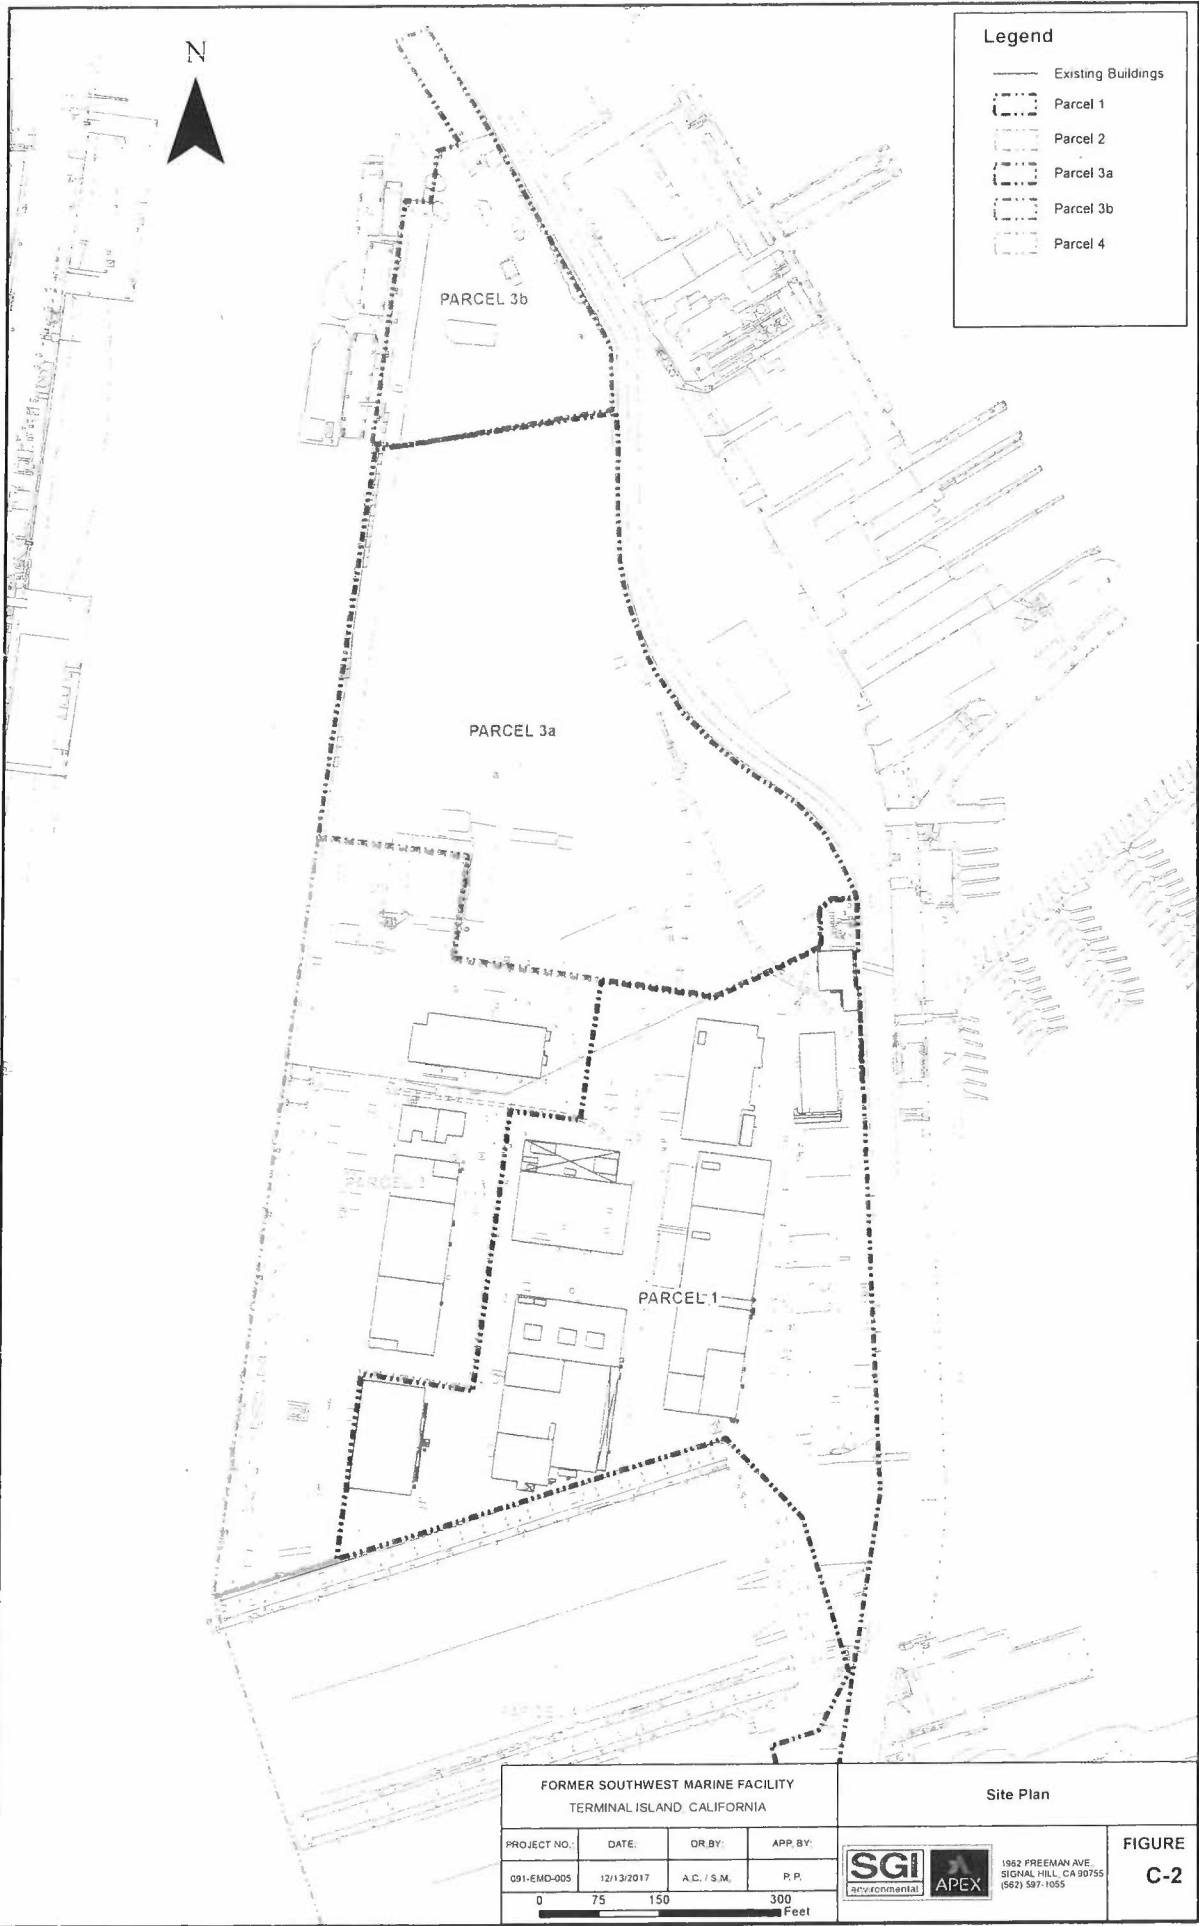 N
Legend
Existing Buildings
Parcel 1
Parcel 2
Parcel 3a
Parcel 3b
Parcel 4
PARCEL 3b
PARCEL 3a
PARCEL 2
PARCEL 1
FORMER SOUTHWEST MARINE FACILITY
TERMINAL ISLAND, CALIFORNIA
Site Plan
PROJECT NO.: DATE: DR.BY: APP. BY:
091-EMD-005 12/13/2017 A.C. / S.M. P.P.
0 75 150 300
Feet
SGI
environmental
APEX
1962 FREEMAN AVE.
SIGNAL HILL, CA 90755
(562) 597-1055
FIGURE
C-2